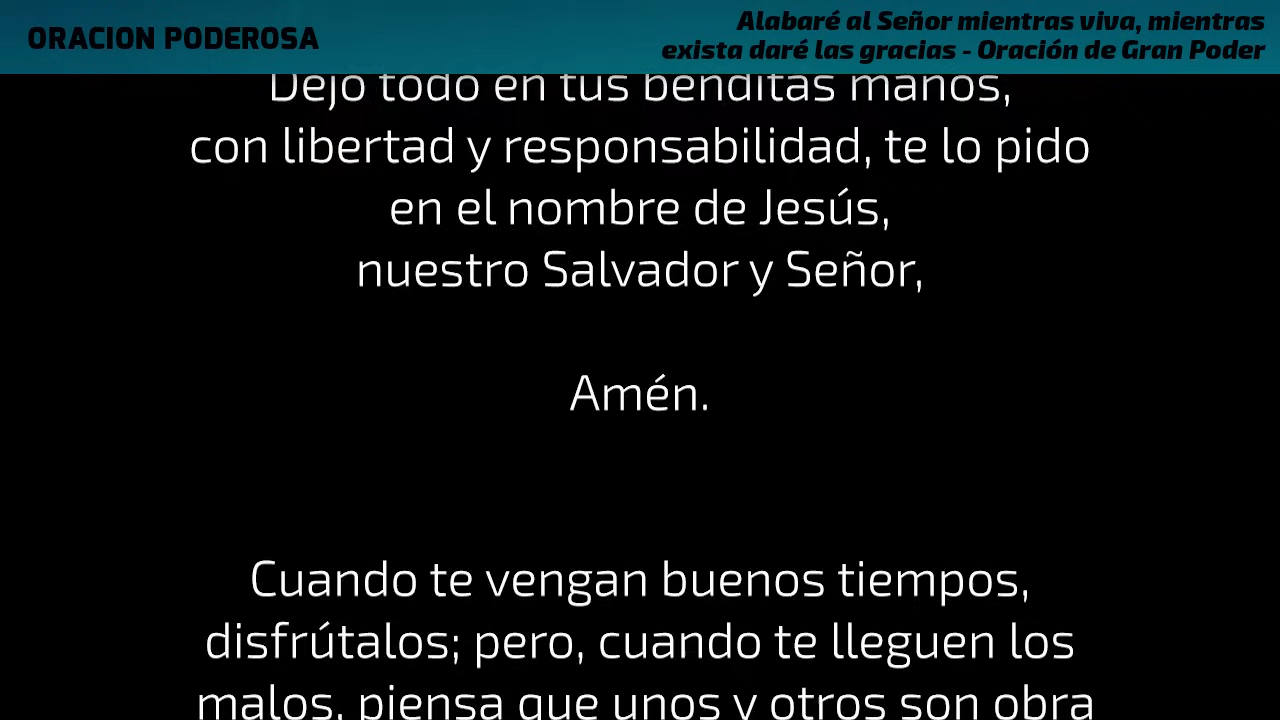 ORACION PODEROSA
Alabaré al Señor mientras viva, mientras
exista daré las gracias - Oración de Gran Poder
Dejo todo en tus benditas manos,
con libertad y responsabilidad, te lo pido
en el nombre de Jesús,
nuestro Salvador y Señor,
Amén.
Cuando te vengan buenos tiempos,
disfrútalos; pero, cuando te lleguen los
malos, piensa que unos y otros son obra